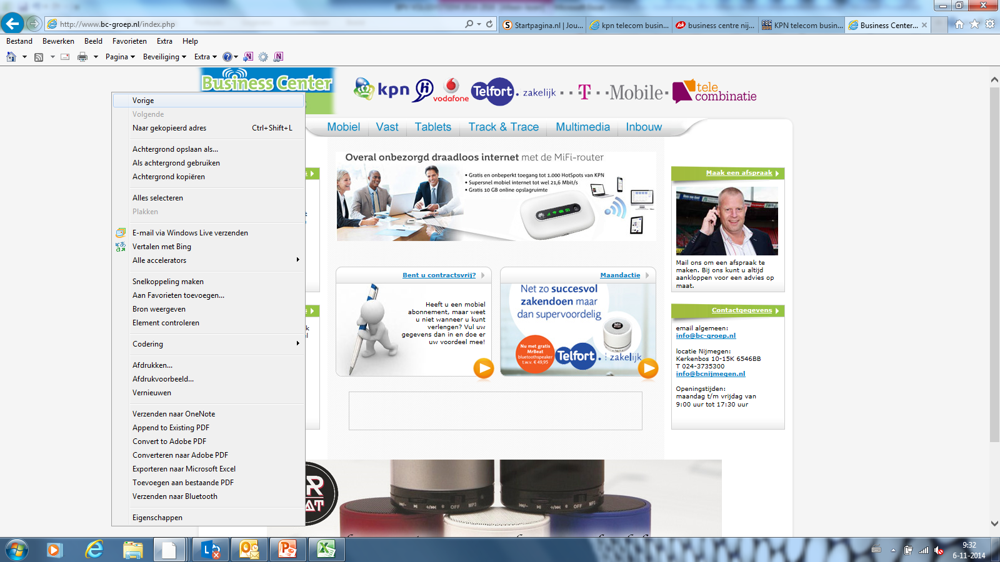 http://www.bc-groep.nl/index.php
Startpagina.nl | Jou...
kpn telecom busin...
business centre nij...
KPN telecom busin...
Business Center...
Bestand Bewerken Beeld Favorieten Extra Help
Pagina Beveiliging Extra
Business Center
kpn
hi
vodafone
Telfort. zakelijk
T Mobile
tele
combinatie
Mobiel Vast Tablets Track & Trace Multimedia Inbouw
Vorige
Volgende
Naar gekopieerd adres Ctrl+Shift+L
Achtergrond opslaan als...
Als achtergrond gebruiken
Achtergrond kopiëren
Alles selecteren
Plakken
E-mail via Windows Live verzenden
Vertalen met Bing
Alle accelerators
Snelkoppeling maken
Aan Favorieten toevoegen...
Bron weergeven
Element controleren
Codering
Afdrukken...
Afdrukvoorbeeld...
Vernieuwen
Verzenden naar OneNote
Append to Existing PDF
Convert to Adobe PDF
Converteren naar Adobe PDF
Exporteren naar Microsoft Excel
Toevoegen aan bestaande PDF
Verzenden naar Bluetooth
Eigenschappen
Overal onbezorgd draadloos internet met de MiFi-router
• Gratis en onbeperkt toegang tot 1.000 HotSpots van KPN
• Supersnel mobiel internet tot wel 21,6 Mbit/s
• Gratis 10 GB online opslagruimte
Bent u contractsvrij?
Heeft u een mobiel
abonnement, maar weet
u niet wanneer u kunt
verlengen? Vul uw
gegevens dan in en doe er
uw voordeel mee!
Maandactie
Net zo succesvol
zakendoen maar
dan supervoordelig
Nu met gratis
MrBeat
bluetoothspeaker
t.w.v. € 49,95
Telfort. zakelijk
Maak een afspraak
Mail ons om een afspraak te
maken. Bij ons kunt u altijd
aankloppen voor een advies op
maat.
Contactgegevens
email algemeen:
info@bc-groep.nl
locatie Nijmegen:
Kerkenbos 10-15K 6546BB
T 024-3735300
info@bcnijmegen.nl
Openingstijden:
maandag t/m vrijdag van
9:00 uur tot 17:30 uur
OFF MP3
OFF MP3
9:32
6-11-2014